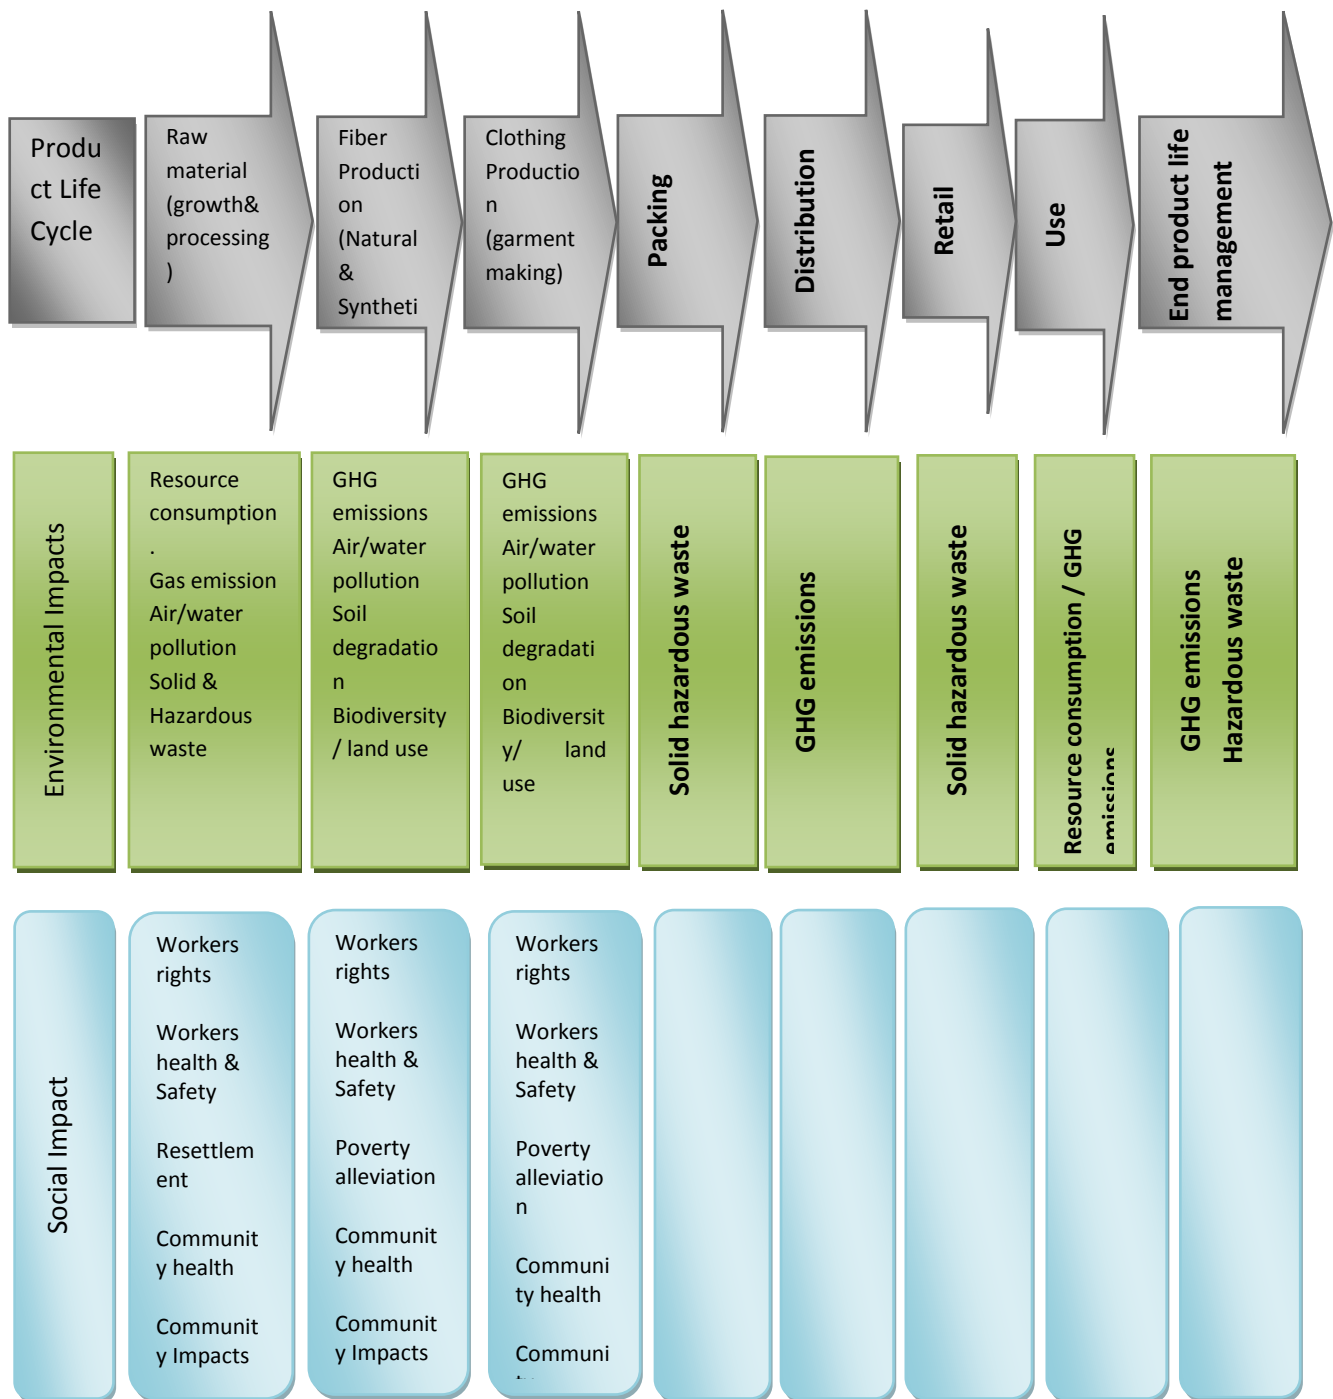 Produ
ct Life
Cycle
Raw
material
(growth&
processing
)
Fiber
Producti
on
(Natural
&
Syntheti
Clothing
Productio
n
(garment
making)
Packing
Distribution
Retail
Use
End product life
management
Environmental Impacts
Resource
consumption
.
Gas emission
Air/water
pollution
Solid &
Hazardous
waste
GHG
emissions
Air/water
pollution
Soil
degradatio
n
Biodiversity
/ land use
GHG
emissions
Air/water
pollution
Soil
degradati
on
Biodiversit
y/ land
use
Solid hazardous waste
GHG emissions
Solid hazardous waste
Resource consumption / GHG
emissions
GHG emissions
Hazardous waste
Social Impact
Workers
rights
Workers
health &
Safety
Resettlem
ent
Communit
y health
Communit
y Impacts
Workers
rights
Workers
health &
Safety
Poverty
alleviation
Communit
y health
Communit
y Impacts
Workers
rights
Workers
health &
Safety
Poverty
alleviatio
n
Communi
ty health
Communi